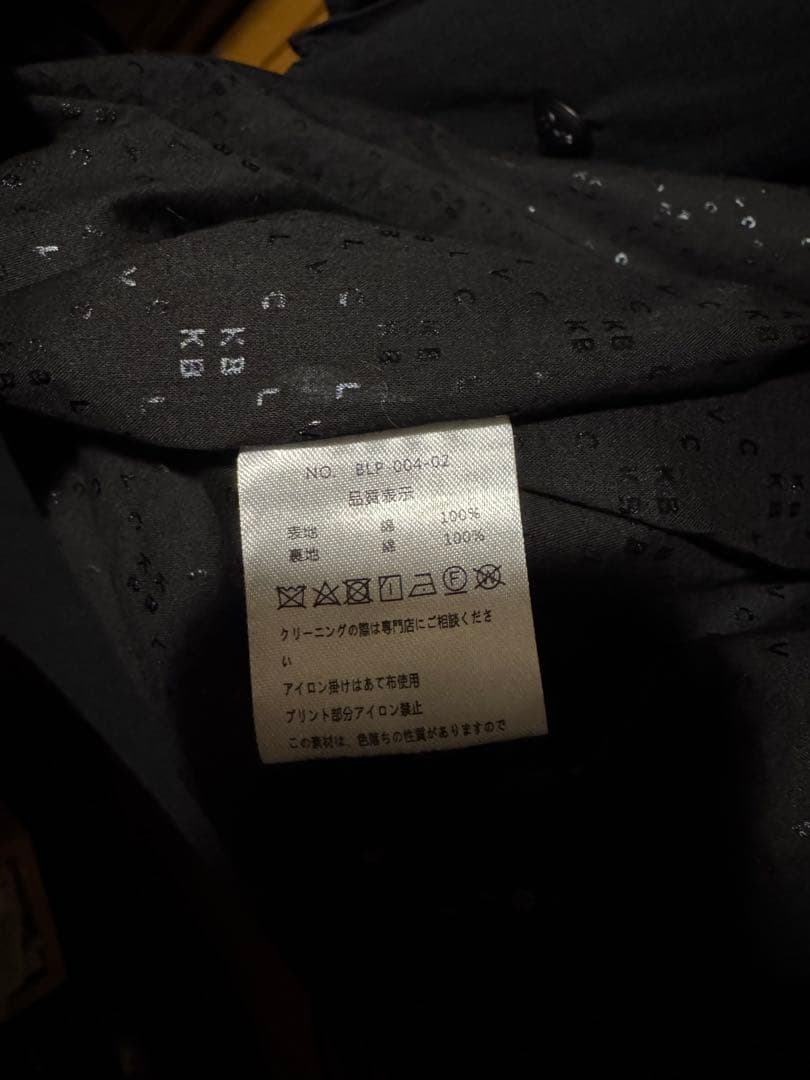 NO. BLP 004-02
品質表示
表地 綿 100%
裏地 綿 100%
クリーニングの際は専門店にご相談くださ
い
アイロン掛けはあて布使用
プリント部分アイロン禁止
この素材は、色落ちの性質がありますので